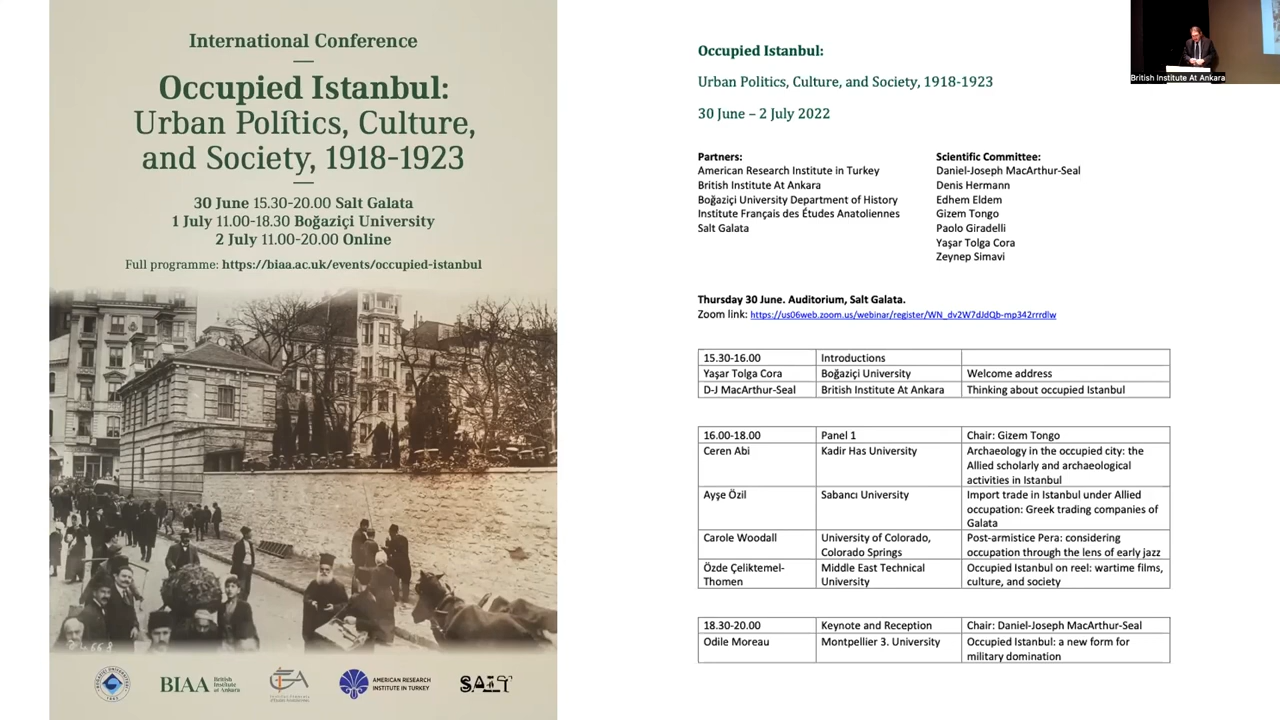 International Conference
Occupied Istanbul:
Urban Politics, Culture,
and Society, 1918-1923
30 June 15.30-20.00 Salt Galata
1 July 11.00-18.30 Boğaziçi University
2 July 11.00-20.00 Online
Full programme: https://biaa.ac.uk/events/occupied-istanbul
BIAA
British
Institute
at Ankara
AMERICAN RESEARCH
INSTITUTE IN TURKEY
SALT
Occupied Istanbul:
Urban Politics, Culture, and Society, 1918-1923
30 June – 2 July 2022
Partners:
American Research Institute in Turkey
British Institute At Ankara
Boğaziçi University Department of History
Institute Français des Études Anatoliennes
Salt Galata
Scientific Committee:
Daniel-Joseph MacArthur-Seal
Denis Hermann
Edhem Eldem
Gizem Tongo
Paolo Giradelli
Yaşar Tolga Cora
Zeynep Simavi
Thursday 30 June. Auditorium, Salt Galata.
Zoom link: https://us06web.zoom.us/webinar/register/WN_dv2W7dJdQb-mp342rrrdlw
15.30-16.00 Introductions
Yaşar Tolga Cora Boğaziçi University Welcome address
D-J MacArthur-Seal British Institute At Ankara Thinking about occupied Istanbul
16.00-18.00 Panel 1 Chair: Gizem Tongo
Ceren Abi Kadir Has University Archaeology in the occupied city: the
Allied scholarly and archaeological
activities in Istanbul
Ayşe Özil Sabancı University Import trade in Istanbul under Allied
occupation: Greek trading companies of
Galata
Carole Woodall University of Colorado, Post-armistice Pera: considering
Colorado Springs occupation through the lens of early jazz
Özde Çeliktemel- Middle East Technical Occupied Istanbul on reel: wartime films,
Thomen University culture, and society
18.30-20.00 Keynote and Reception Chair: Daniel-Joseph MacArthur-Seal
Odile Moreau Montpellier 3. University Occupied Istanbul: a new form for
military domination
British Institute At Ankara